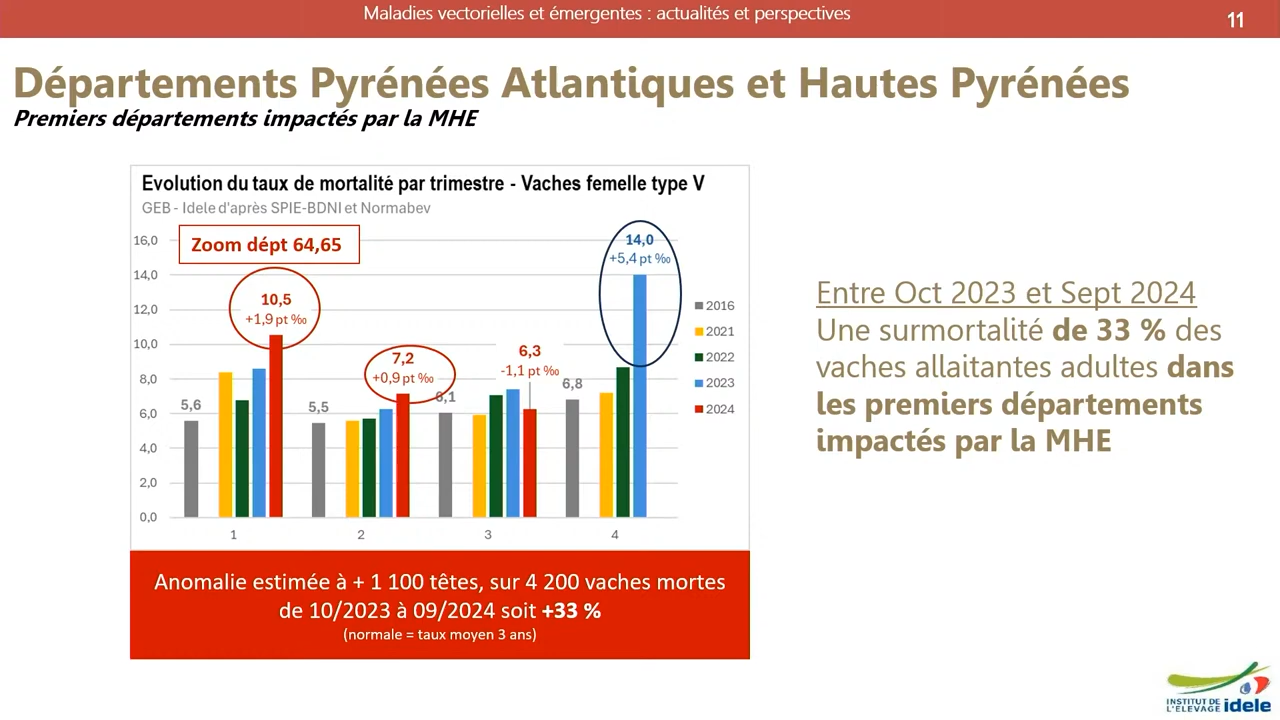 Maladies vectorielles et émergentes : actualités et perspectives
11
Départements Pyrénées Atlantiques et Hautes Pyrénées
Premiers départements impactés par la MHE
Evolution du taux de mortalité par trimestre - Vaches femelle type V
GEB - Idele d'après SPIE-BDNI et Normabev
Zoom dépt 64,65
16,0
14,0
12,0
10,0
8,0
6,0
4,0
2,0
0,0
5,6
10,5
+1,9 pt ‰
5,5
7,2
+0,9 pt ‰
6,1
6,3
-1,1 pt ‰
6,8
14,0
+5,4 pt ‰
1
2
3
4
2016
2021
2022
2023
2024
Entre Oct 2023 et Sept 2024
Une surmortalité de 33 % des
vaches allaitantes adultes dans
les premiers départements
impactés par la MHE
Anomalie estimée à + 1 100 têtes, sur 4 200 vaches mortes
de 10/2023 à 09/2024 soit +33 %
(normale = taux moyen 3 ans)
INSTITUT DE
L'ELEVAGE idele